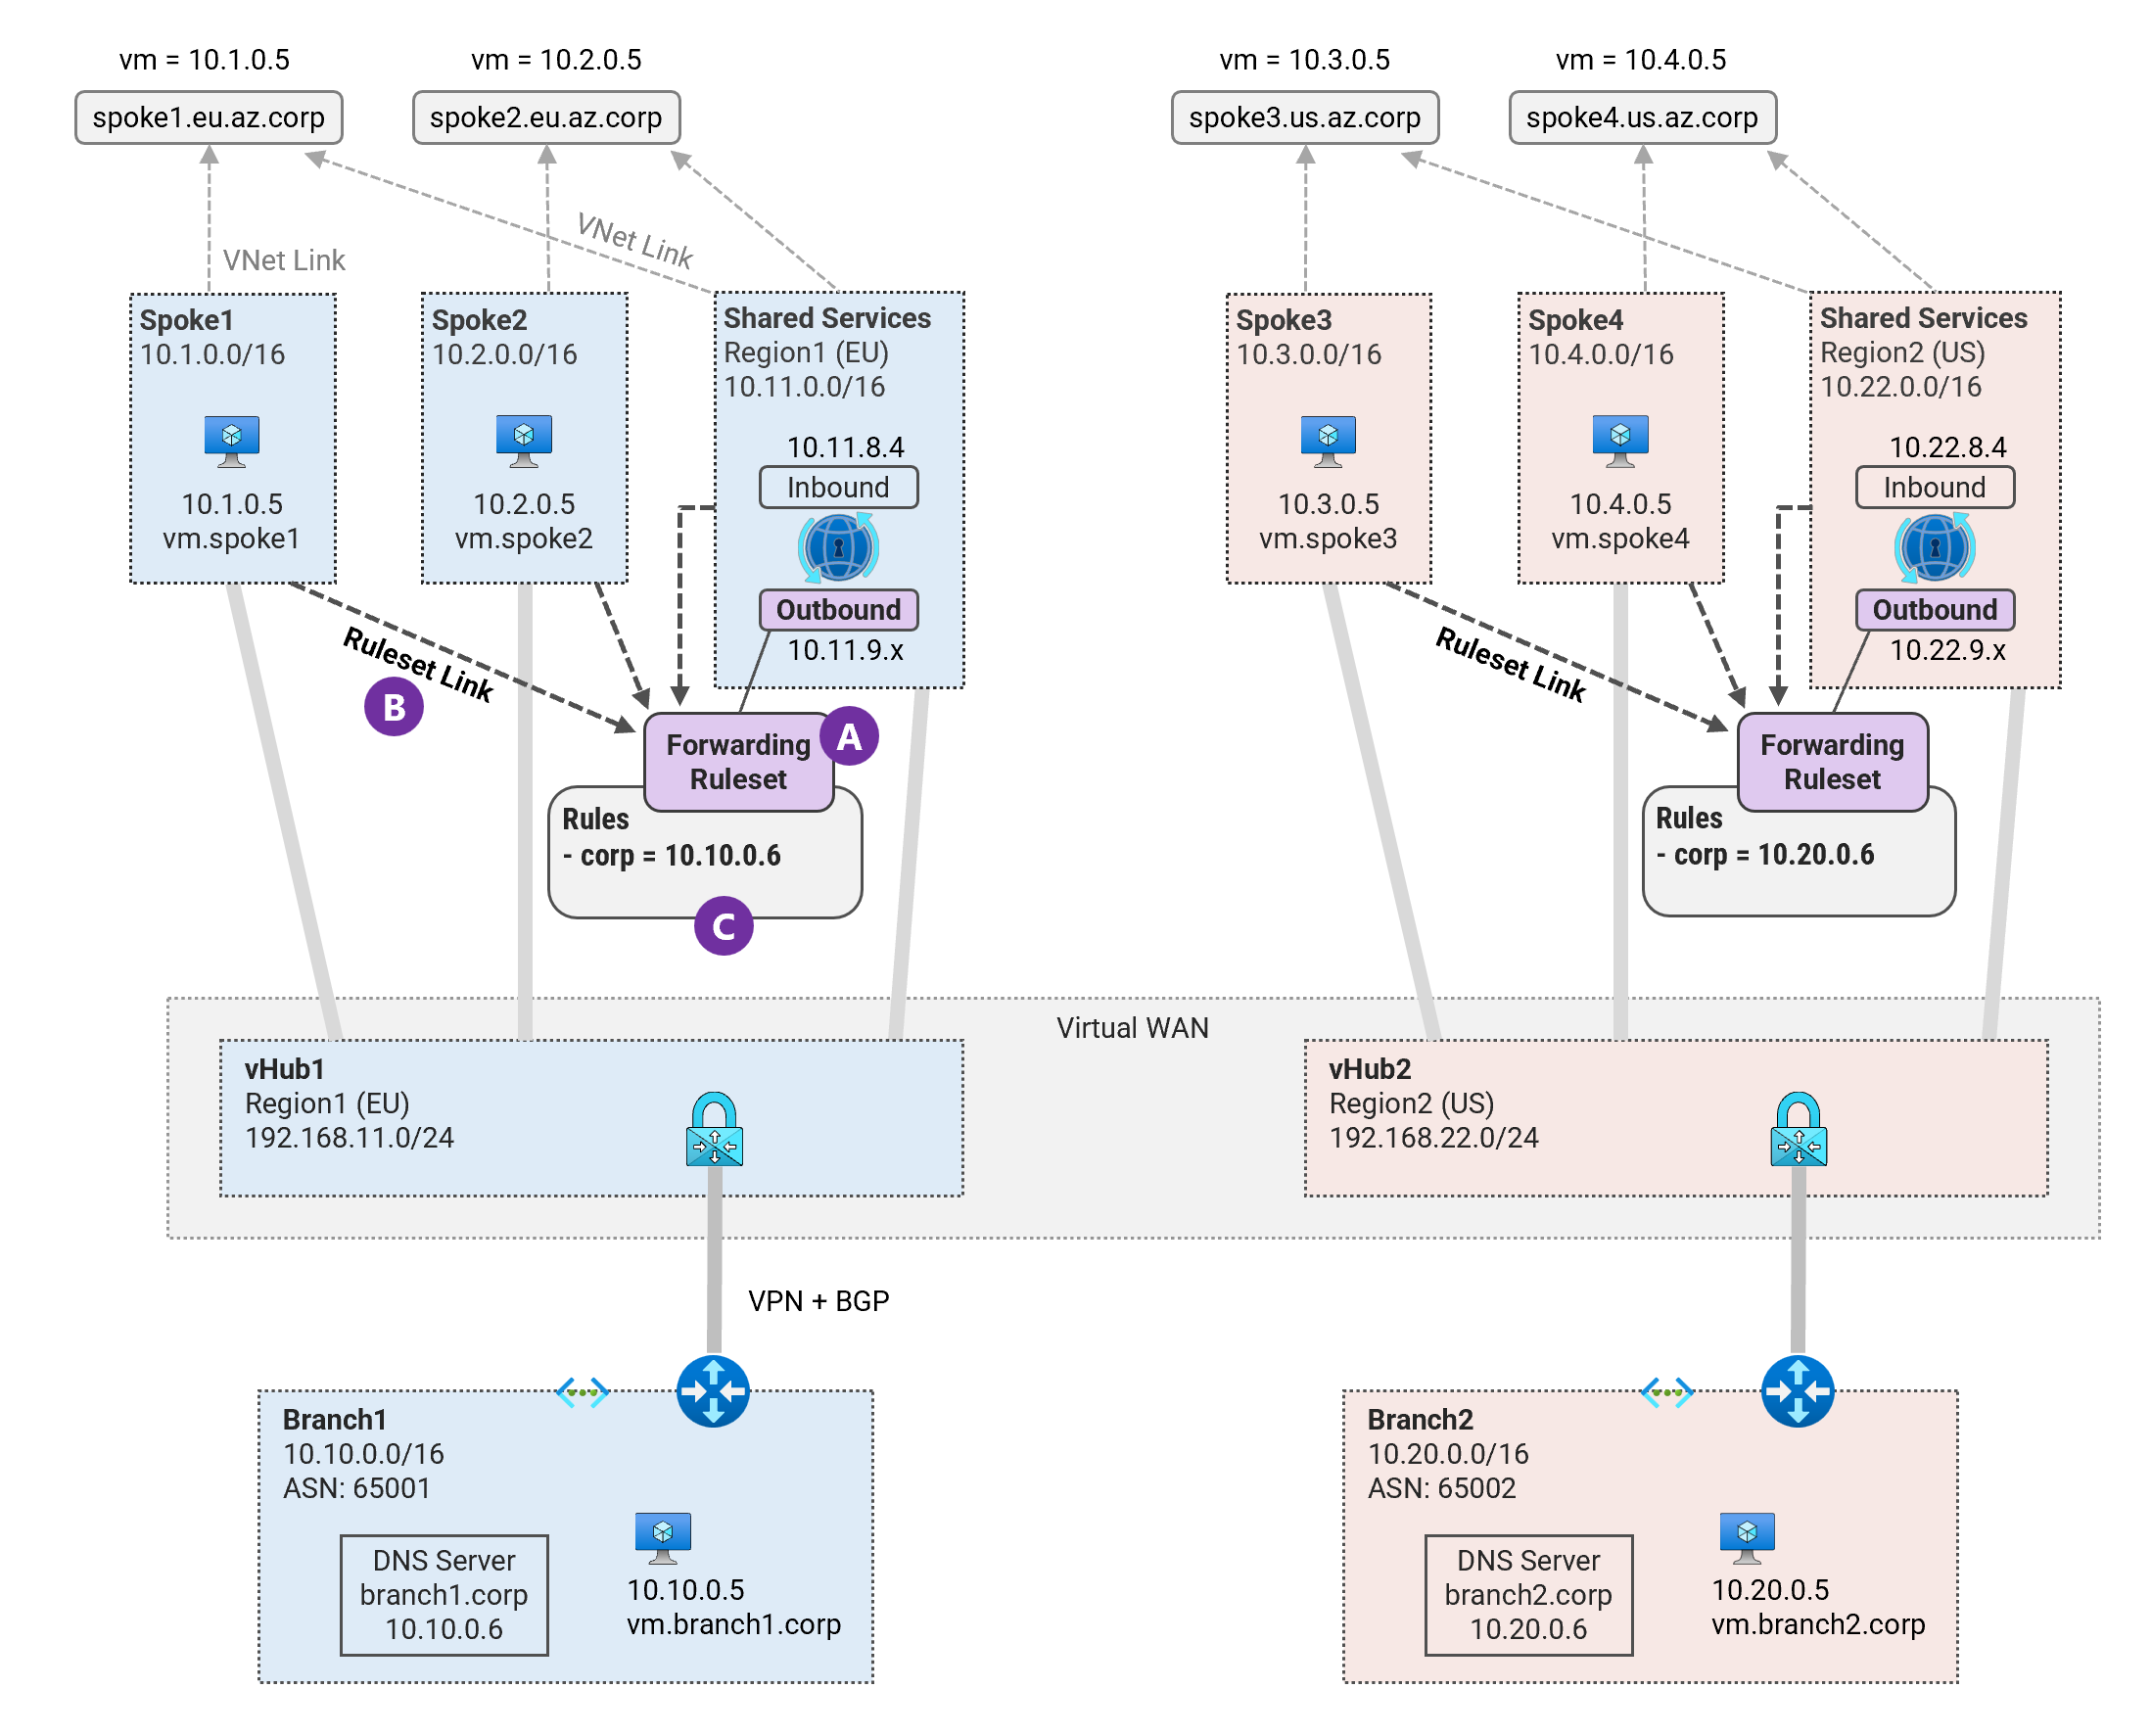 vm = 10.1.0.5
vm = 10.2.0.5
vm = 10.3.0.5
vm = 10.4.0.5
spoke1.eu.az.corp
spoke2.eu.az.corp
spoke3.us.az.corp
spoke4.us.az.corp
VNet Link
VNet Link
Spoke1
10.1.0.0/16
10.1.0.5
vm.spoke1
Spoke2
10.2.0.0/16
10.2.0.5
vm.spoke2
Shared Services
Region1 (EU)
10.11.0.0/16
10.11.8.4
Inbound
Outbound
10.11.9.x
Spoke3
10.3.0.0/16
10.3.0.5
vm.spoke3
Spoke4
10.4.0.0/16
10.4.0.5
vm.spoke4
Shared Services
Region2 (US)
10.22.0.0/16
10.22.8.4
Inbound
Outbound
10.22.9.x
Ruleset Link
B
Forwarding
Ruleset
A
Rules
- corp = 10.10.0.6
C
Ruleset Link
Forwarding
Ruleset
Rules
- corp = 10.20.0.6
Virtual WAN
vHub1
Region1 (EU)
192.168.11.0/24
vHub2
Region2 (US)
192.168.22.0/24
VPN + BGP
Branch1
10.10.0.0/16
ASN: 65001
DNS Server
branch1.corp
10.10.0.6
10.10.0.5
vm.branch1.corp
Branch2
10.20.0.0/16
ASN: 65002
DNS Server
branch2.corp
10.20.0.6
10.20.0.5
vm.branch2.corp